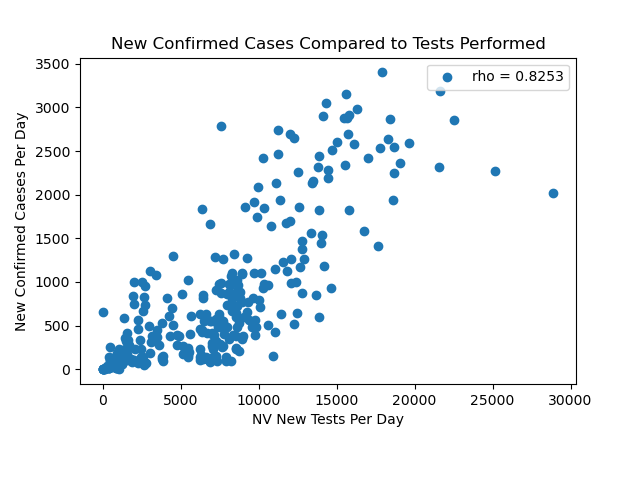 New Confirmed Cases Compared to Tests Performed
rho = 0.8253
New Confirmed Caeses Per Day
3500
3000
2500
2000
1500
1000
500
0
0 5000 10000 15000 20000 25000 30000
NV New Tests Per Day